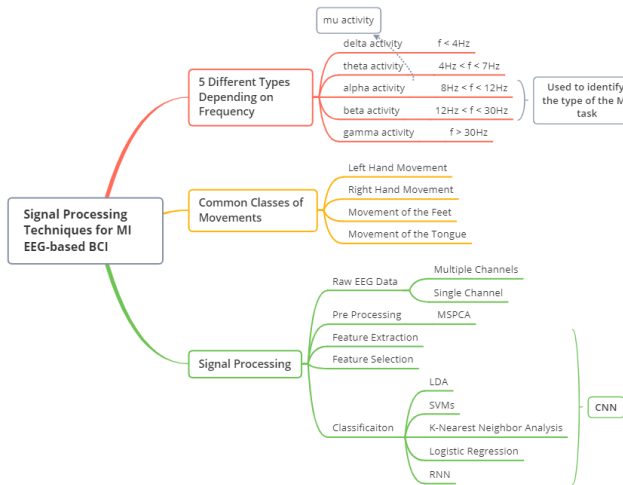 mu activity
delta activity f < 4Hz
theta activity 4Hz < f < 7Hz
alpha activity 8Hz < f < 12Hz
beta activity 12Hz < f < 30Hz
gamma activity f > 30Hz
5 Different Types
Depending on
Frequency
Used to identify
the type of the M
task
Left Hand Movement
Right Hand Movement
Movement of the Feet
Movement of the Tongue
Common Classes of
Movements
Signal Processing
Techniques for MI
EEG-based BCI
Multiple Channels
Raw EEG Data
Single Channel
Pre Processing MSPCA
Feature Extraction
Feature Selection
Signal Processing
LDA
SVMs
Classificaiton
K-Nearest Neighbor Analysis
Logistic Regression
RNN
CNN